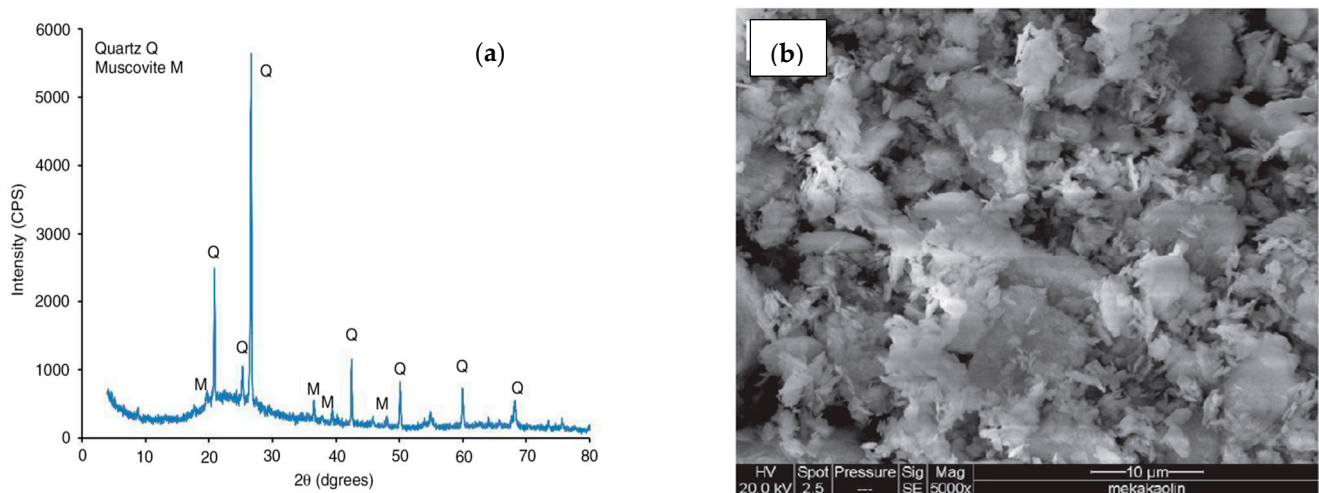 Quartz Q
Muscovite M
(a)
6000
5000
4000
3000
2000
1000
0
Intensity (CPS)
Q
Q
Q
M
M
M
Q
M
Q
Q
Q
0 10 20 30 40 50 60 70 80
2θ (dgrees)
(b)
HV Spot Pressure Sig Mag 10 µm
20.0 kV 2.5 --- SE 5000x mekakaolin